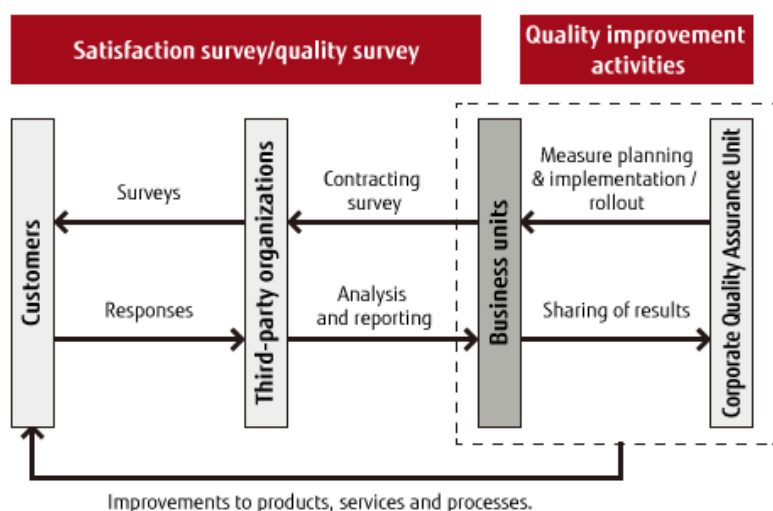 Satisfaction survey/quality survey
Quality improvement
activities
Customers
Surveys
Responses
Third-party organizations
Contracting
survey
Analysis
and reporting
Business units
Measure planning
& implementation /
rollout
Sharing of results
Corporate Quality Assurance Unit
Improvements to products, services and processes.